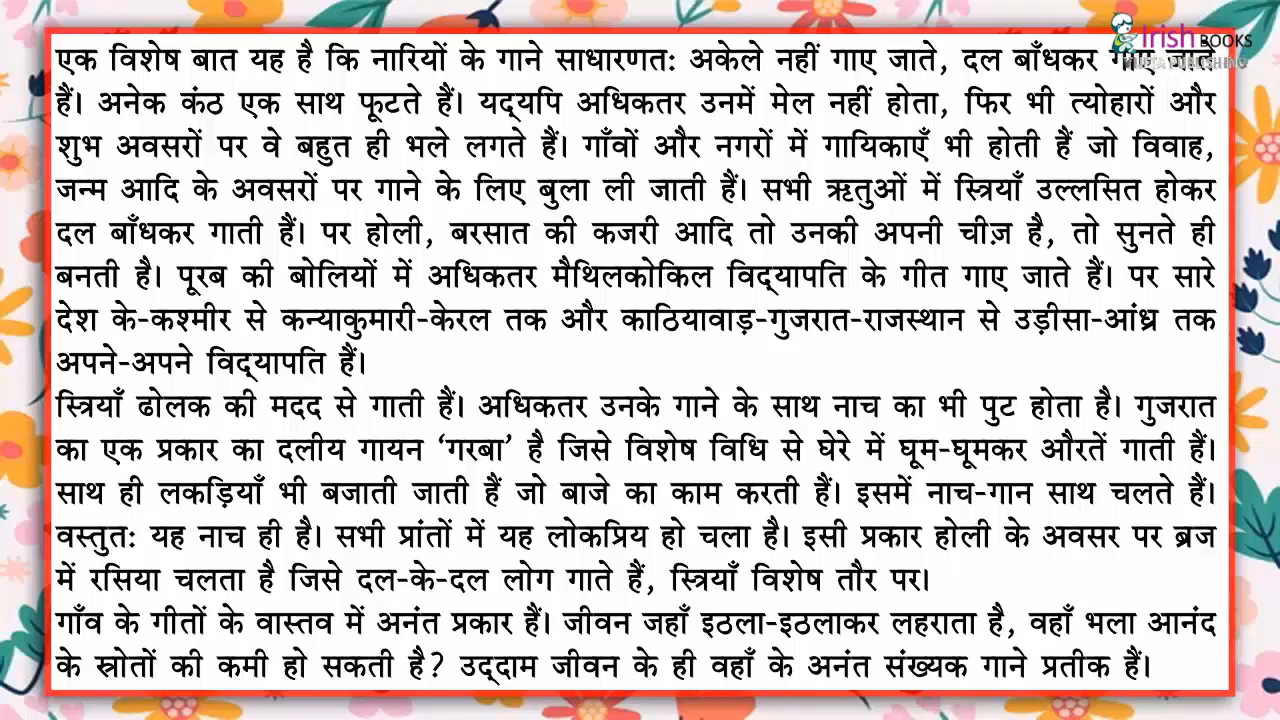 Irish BOOKS
एक विशेष बात यह है कि नारियों के गाने साधारणतः अकेले नहीं गाए जाते, दल बाँधकर गाए जाते
हैं। अनेक कंठ एक साथ फूटते हैं। यद्‌यपि अधिकतर उनमें मेल नहीं होता, फिर भी त्योहारों और
शुभ अवसरों पर वे बहुत ही भले लगते हैं। गाँवों और नगरों में गायिकाएँ भी होती हैं जो विवाह,
जन्म आदि के अवसरों पर गाने के लिए बुला ली जाती हैं। सभी ऋतुओं में स्त्रियाँ उल्लसित होकर
दल बाँधकर गाती हैं। पर होली, बरसात की कजरी आदि तो उनकी अपनी चीज़ है, तो सुनते ही
बनती है। पूरब की बोलियों में अधिकतर मैथिलकोकिल विद्‌यापति के गीत गाए जाते हैं। पर सारे
देश के-कश्मीर से कन्याकुमारी-केरल तक और काठियावाड़-गुजरात-राजस्थान से उड़ीसा-आंध्र तक
अपने-अपने विद्‌यापति हैं।
स्त्रियाँ ढोलक की मदद से गाती हैं। अधिकतर उनके गाने के साथ नाच का भी पुट होता है। गुजरात
का एक प्रकार का दलीय गायन ‘गरबा’ है जिसे विशेष विधि से घेरे में घूम-घूमकर औरतें गाती हैं।
साथ ही लकड़ियाँ भी बजाती जाती हैं जो बाजे का काम करती हैं। इसमें नाच-गान साथ चलते हैं।
वस्तुतः यह नाच ही है। सभी प्रांतों में यह लोकप्रिय हो चला है। इसी प्रकार होली के अवसर पर ब्रज
में रसिया चलता है जिसे दल-के-दल लोग गाते हैं, स्त्रियाँ विशेष तौर पर।
गाँव के गीतों के वास्तव में अनंत प्रकार हैं। जीवन जहाँ इठला-इठलाकर लहराता है, वहाँ भला आनंद
के स्रोतों की कमी हो सकती है? उद्‌दाम जीवन के ही वहाँ के अनंत संख्यक गाने प्रतीक हैं।